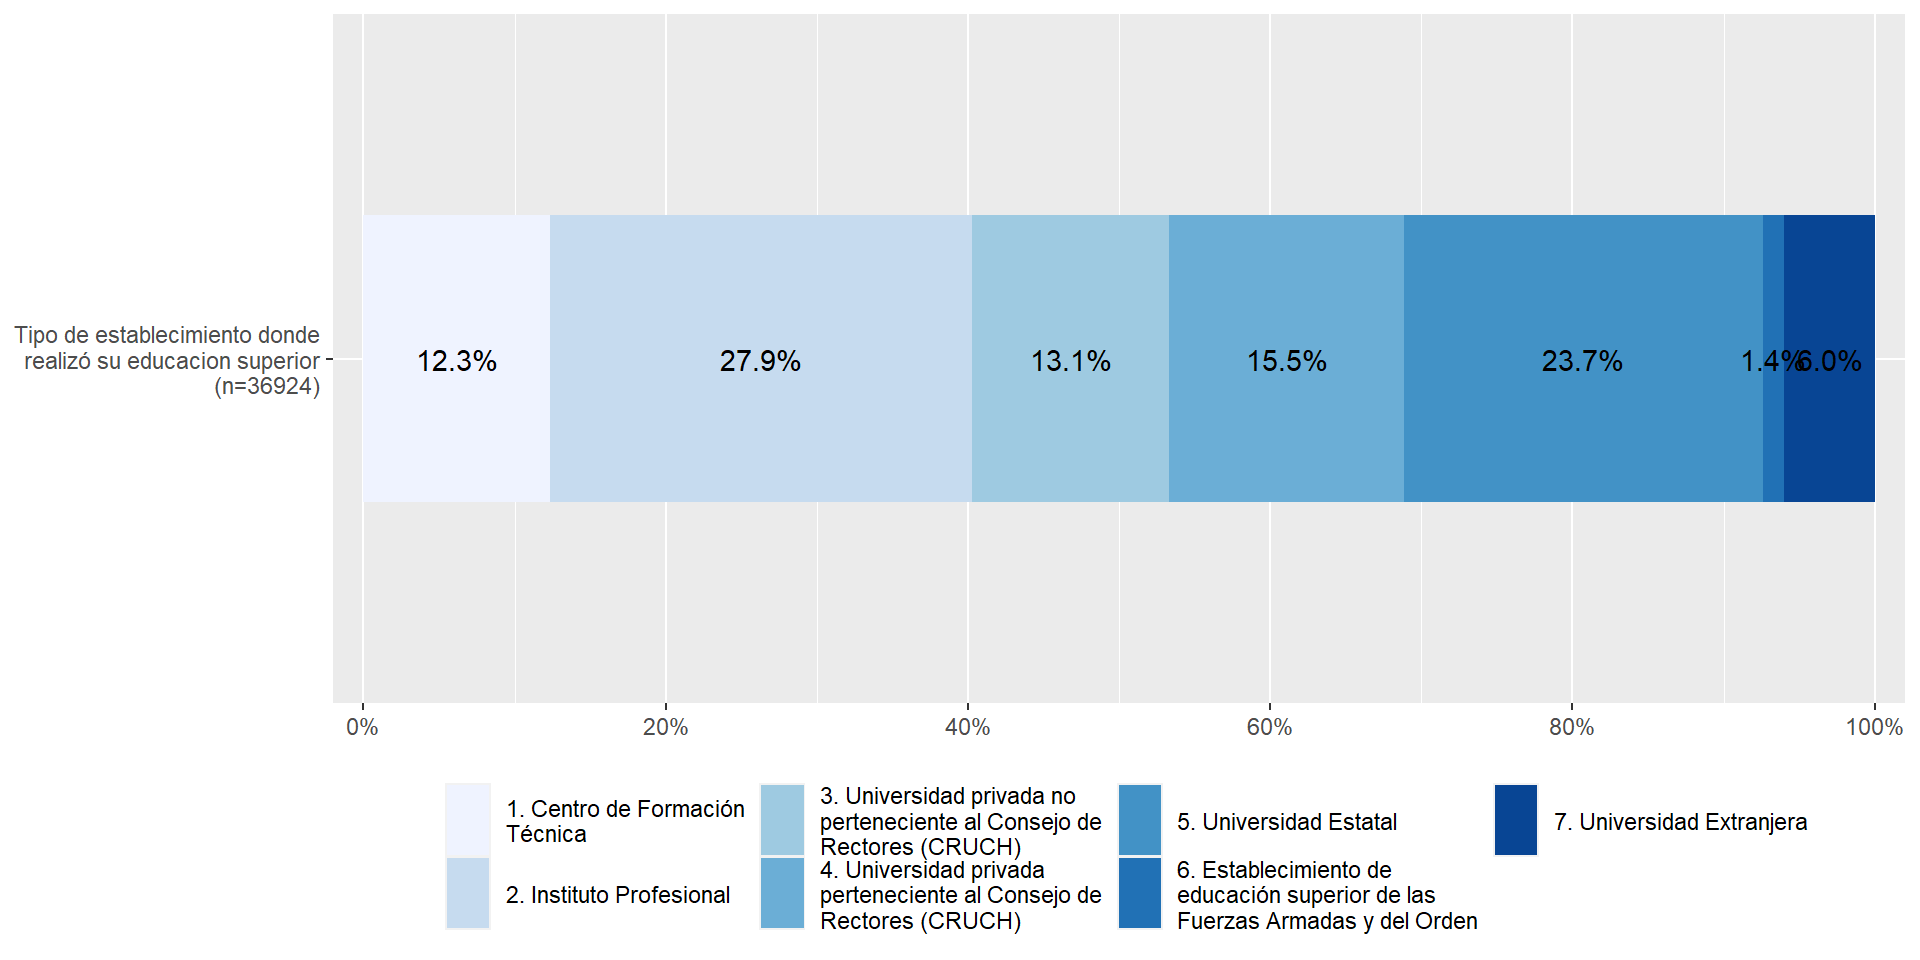 Tipo de establecimiento donde
realizó su educacion superior
(n=36924)
12.3%
27.9%
13.1%
15.5%
23.7%
1.4%
6.0%
0%
20%
40%
60%
80%
100%
1. Centro de Formación
Técnica
2. Instituto Profesional
3. Universidad privada no
perteneciente al Consejo de
Rectores (CRUCH)
4. Universidad privada
perteneciente al Consejo de
Rectores (CRUCH)
5. Universidad Estatal
6. Establecimiento de
educación superior de las
Fuerzas Armadas y del Orden
7. Universidad Extranjera